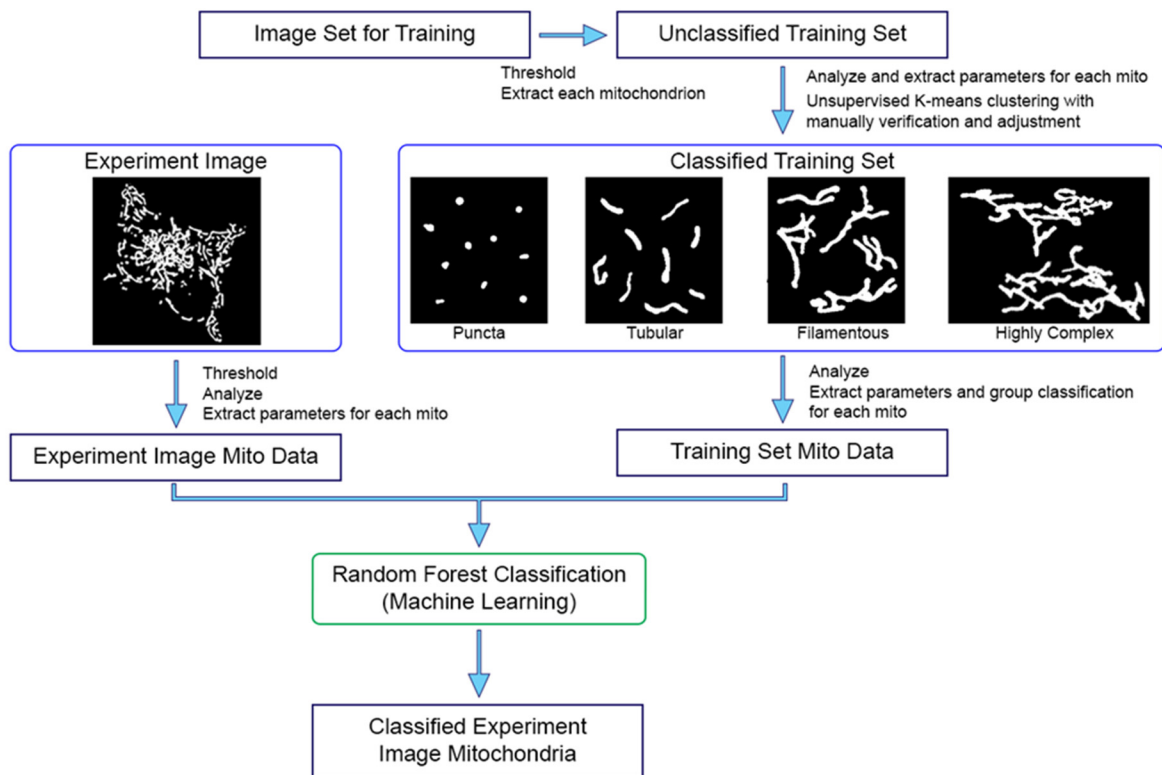 Image Set for Training
Unclassified Training Set
Threshold
Extract each mitochondrion
Analyze and extract parameters for each mito
Unsupervised K-means clustering with
manually verification and adjustment
Experiment Image
Classified Training Set
Puncta
Tubular
Filamentous
Highly Complex
Threshold
Analyze
Extract parameters for each mito
Analyze
Extract parameters and group classification
for each mito
Experiment Image Mito Data
Training Set Mito Data
Random Forest Classification
(Machine Learning)
Classified Experiment
Image Mitochondria